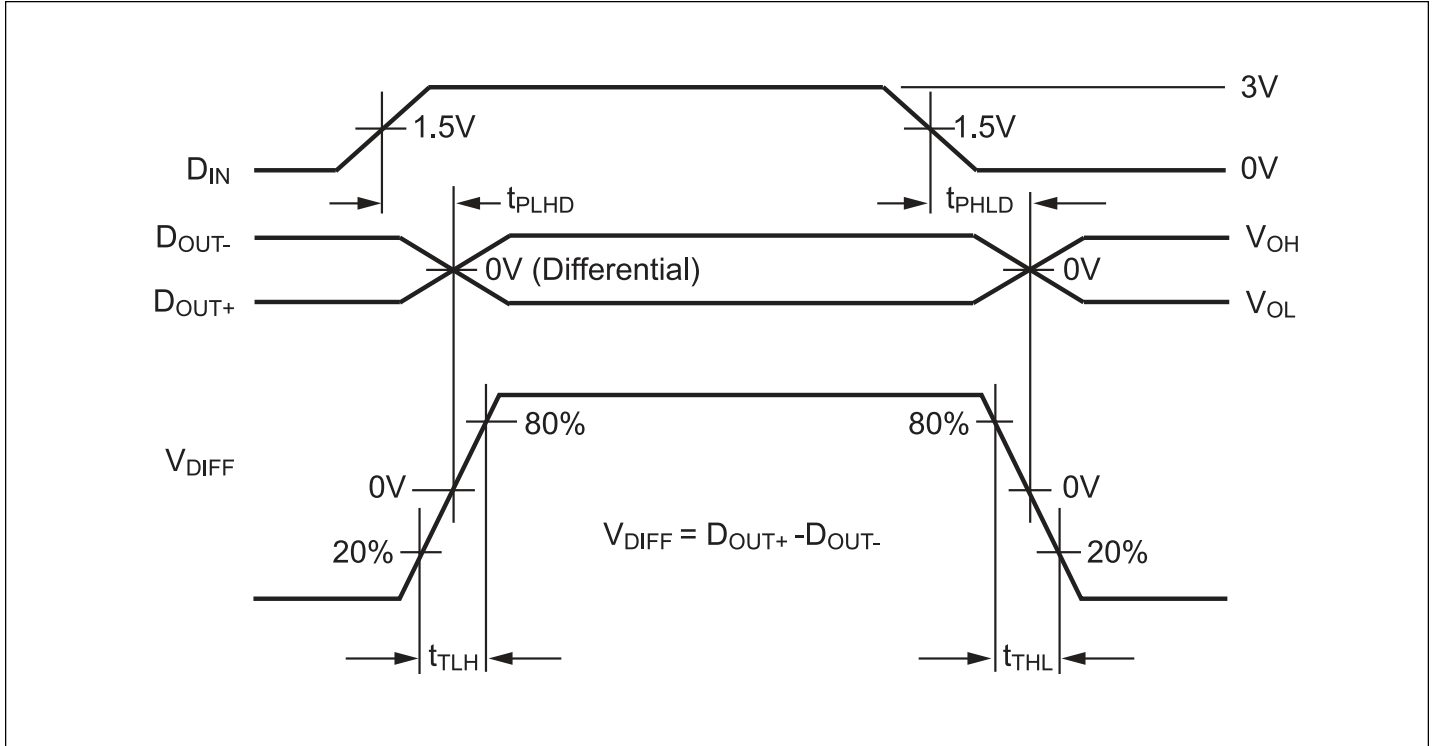 3V
1.5V
1.5V
DIN
0V
tPLHD
tPHLD
DOUT-
VOH
0V (Differential)
0V
DOUT+
VOL
80%
80%
VDIFF
0V
0V
VDIFF = DOUT+ -DOUT-
20%
20%
tTLH
tTHL